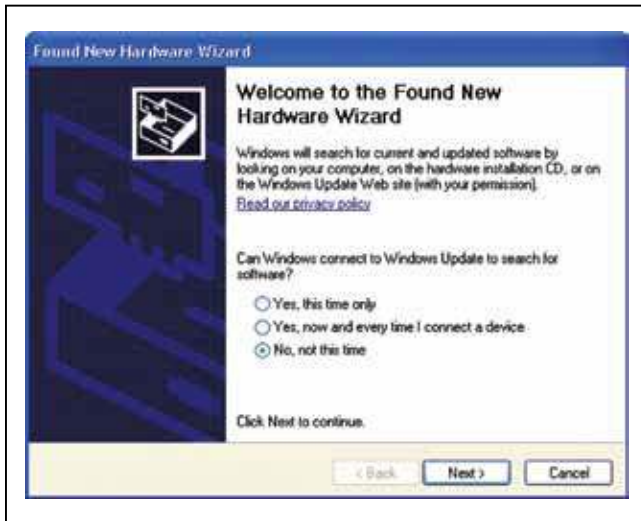 Found New Hardware Wizard
Welcome to the Found New
Hardware Wizard
Windows will search for current and updated software by
looking on your computer, on the hardware installation CD, or on
the Windows Update Web site (with your permission).
Read our privacy policy
Can Windows connect to Windows Update to search for
software?
Yes, this time only
Yes, now and every time I connect a device
No, not this time
Click Next to continue.
< Back
Next >
Cancel